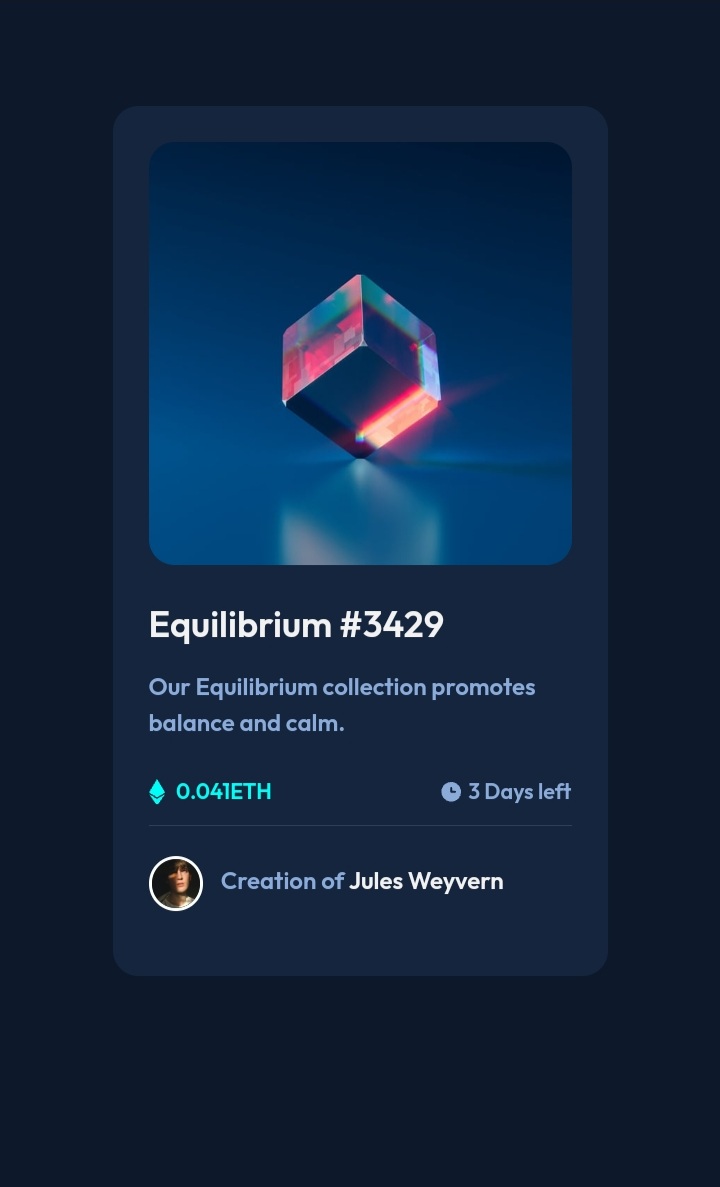 Equilibrium #3429
Our Equilibrium collection promotes
balance and calm.
0.041ETH
3 Days left
Creation of Jules Weyvern